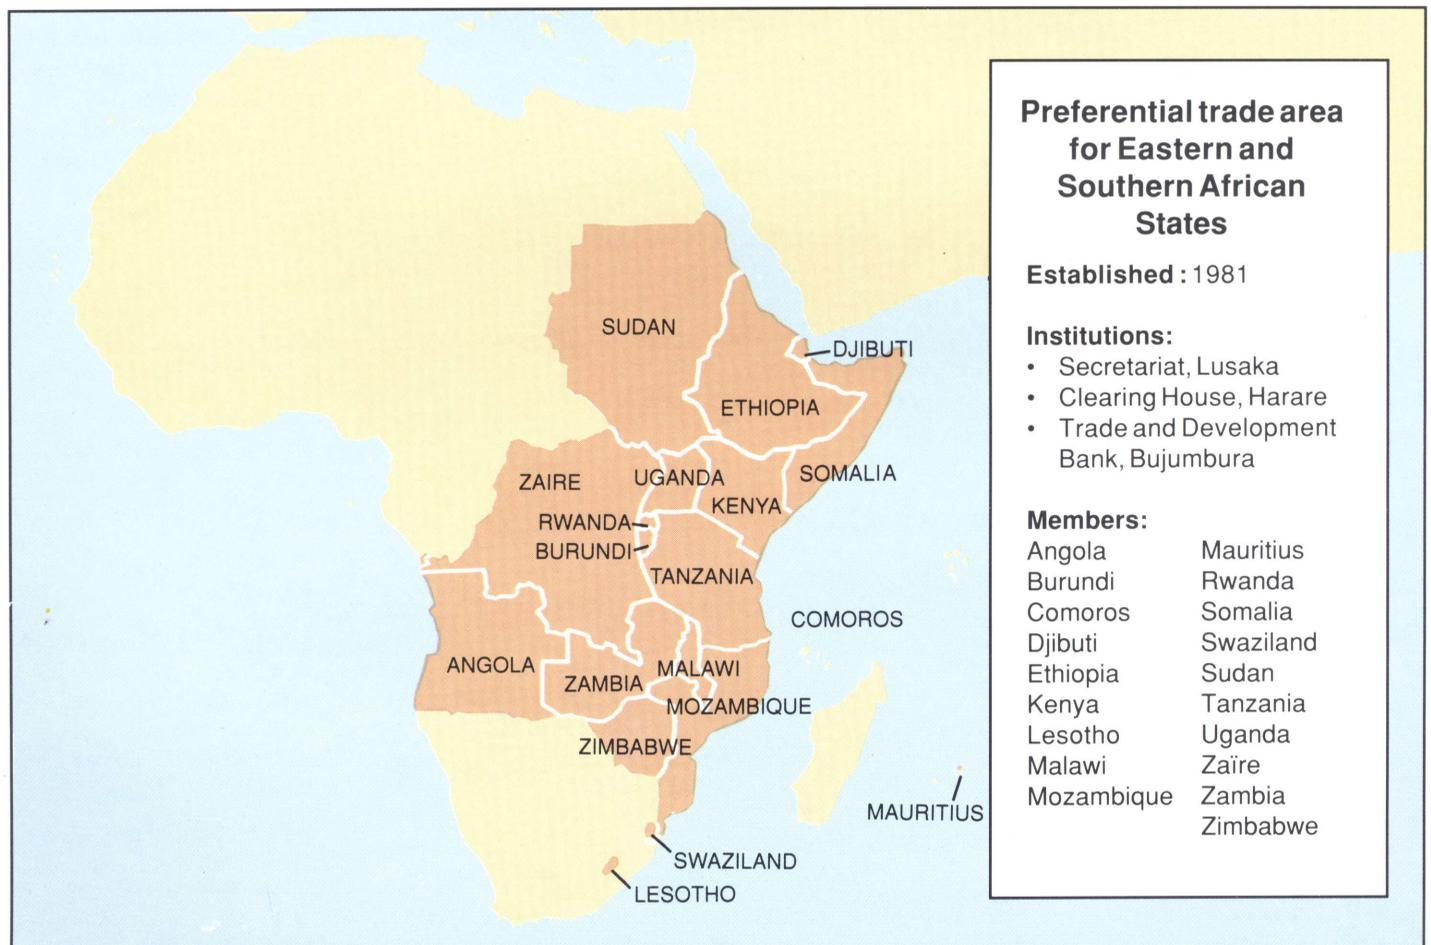 Preferential trade area
for Eastern and
Southern African
States
Established : 1981
Institutions:
• Secretariat, Lusaka
• Clearing House, Harare
• Trade and Development
Bank, Bujumbura
Members:
Angola
Burundi
Comoros
Djibuti
Ethiopia
Kenya
Lesotho
Malawi
Mozambique
Mauritius
Rwanda
Somalia
Swaziland
Sudan
Tanzania
Uganda
Zaïre
Zambia
Zimbabwe
SUDAN
DJIBUTI
ETHIOPIA
SOMALIA
ZAIRE
UGANDA
KENYA
RWANDA
BURUNDI
TANZANIA
COMOROS
ANGOLA
ZAMBIA
MALAWI
MOZAMBIQUE
ZIMBABWE
MAURITIUS
SWAZILAND
LESOTHO